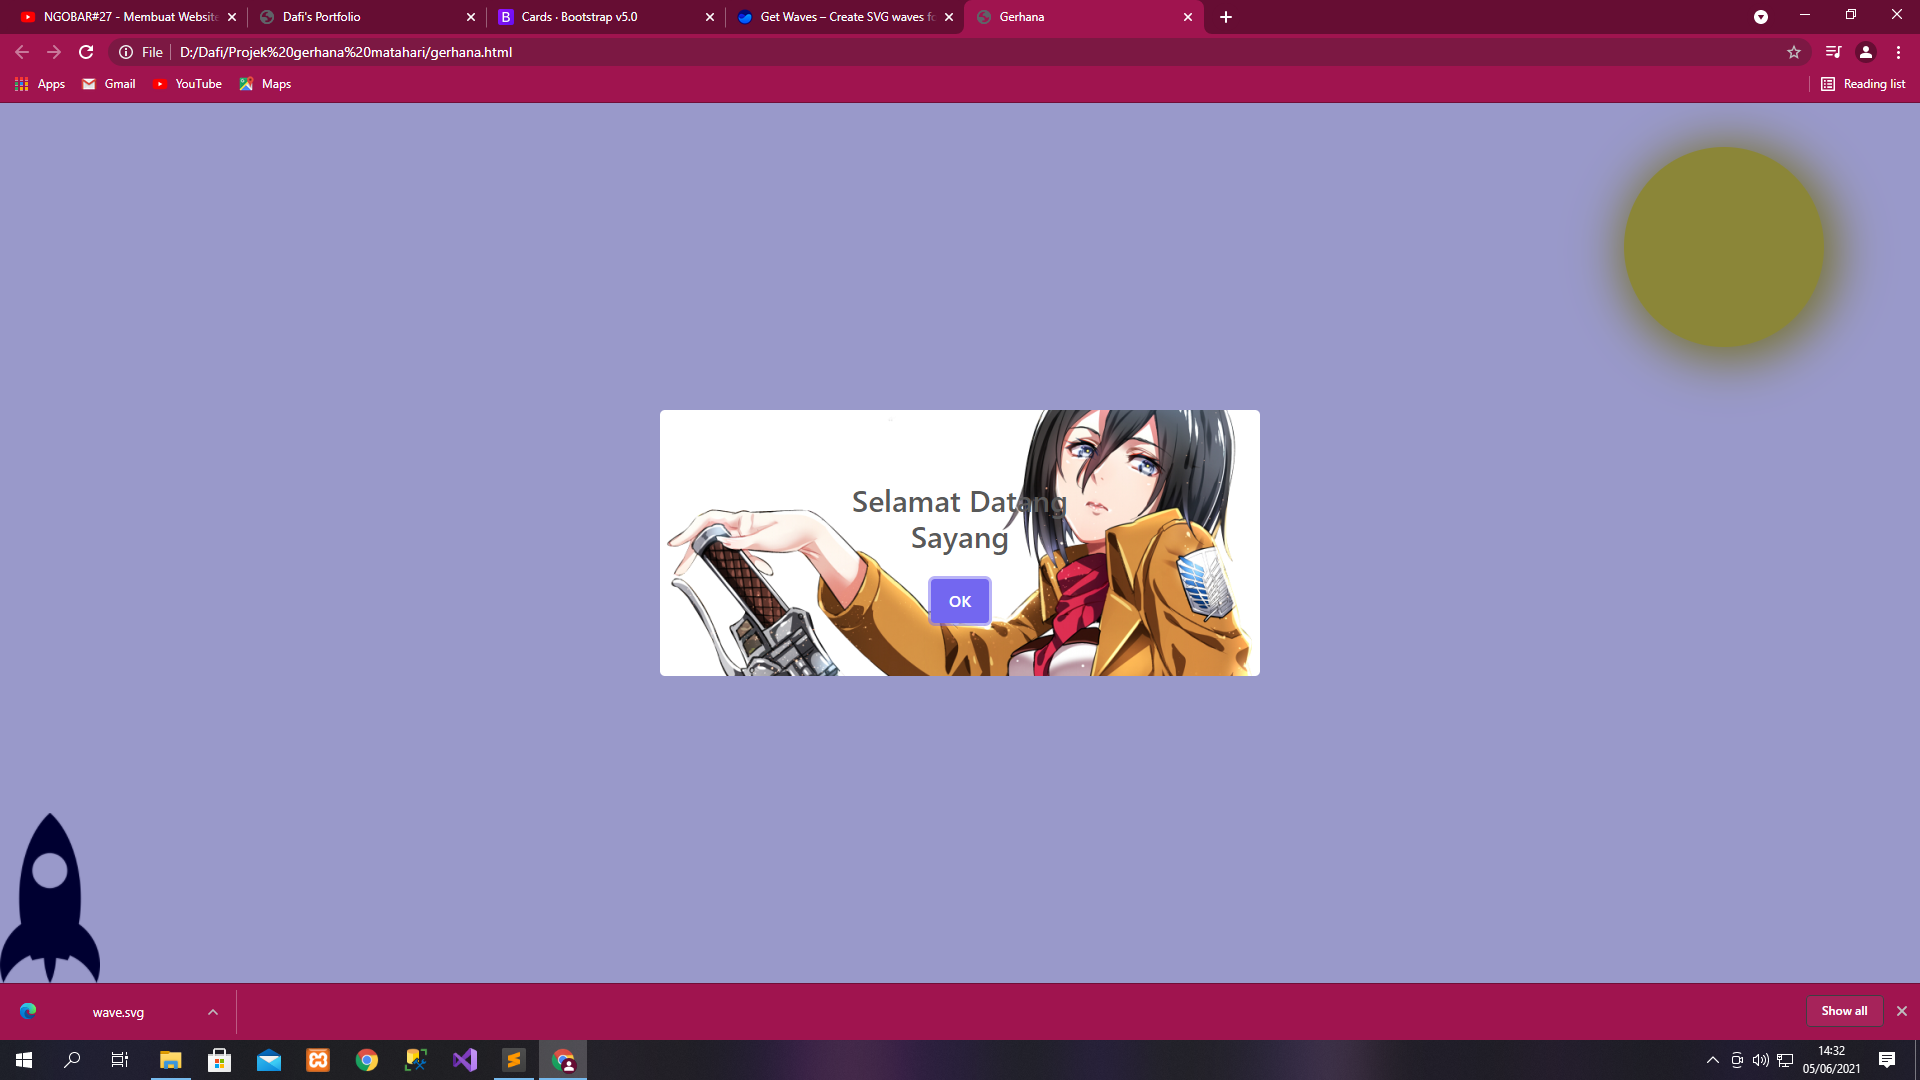 NGOBAR#27 - Membuat Website
Dafi's Portfolio
Cards · Bootstrap v5.0
Get Waves – Create SVG waves fo
Gerhana
File
D:/Dafi/Projek%20gerhana%20matahari/gerhana.html
Apps
Gmail
YouTube
Maps
Reading list
Selamat Datang
Sayang
OK
wave.svg
Show all
14:32
05/06/2021